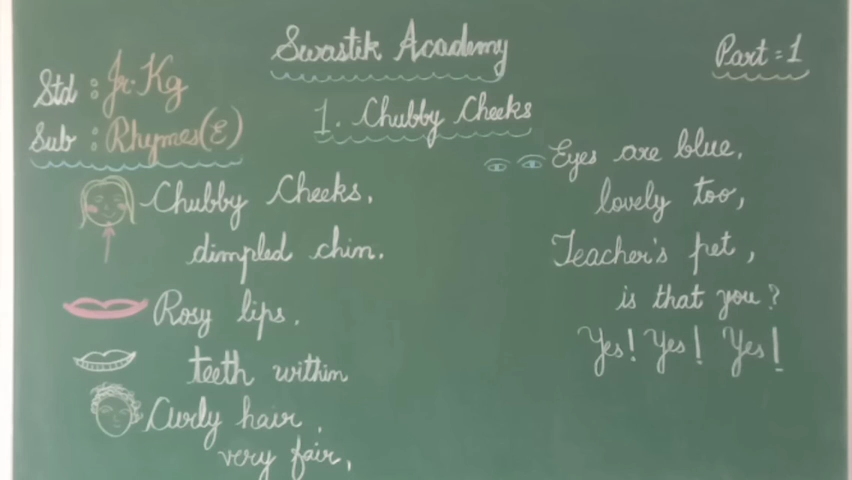 Swastik Academy
Part = 1
Std : Jr. Kg
Sub : Rhymes (E)
1. Chubby Cheeks
Chubby Cheeks,
dimpled chin.
Rosy lips,
teeth within
Curly hair,
very fair,
Eyes are blue,
lovely too,
Teacher's pet,
is that you?
Yes! Yes! Yes!